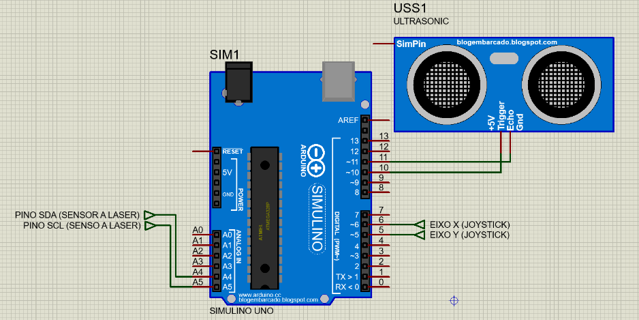 USS1
ULTRASONIC
SimPin
blogembarcado.blogspot.com
+5V
Trigger
Echo
Gnd
SIM1
AREF
RESET
5V
GND
POWER
ARDUINO
SIMULINO
DIGITAL (PWM~)
ANALOG IN
13 13
12 12
~11 11
~10 10
~9 9
8 8
7 7
~6 6
~5 5
4 4
~3 3
2 2
TX > 1 1
RX < 0 0
PINO SDA (SENSOR A LASER)
PINO SCL (SENSO A LASER)
A0 A0
A1 A1
A2 A2
A3 A3
A4 A4
A5 A5
EIXO X (JOYSTICK)
EIXO Y (JOYSTICK)
www.arduino.cc
blogembarcado.blogspot.com
SIMULINO UNO